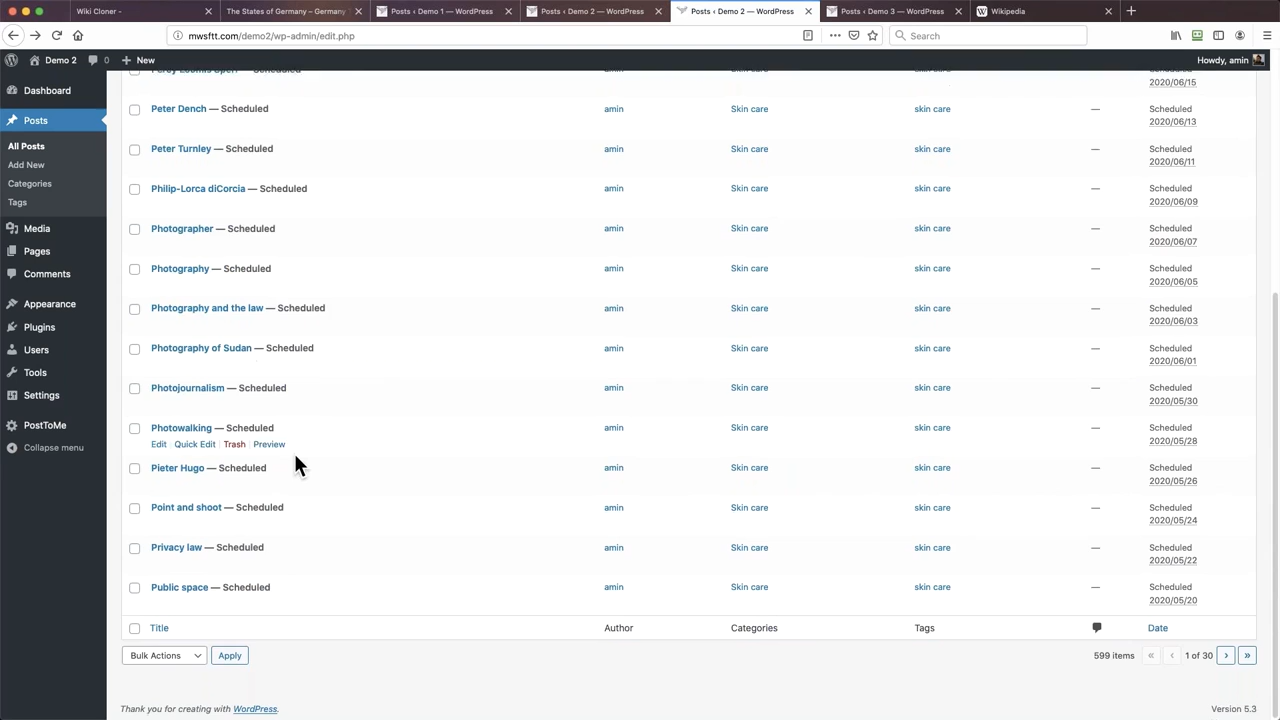 Wiki Cloner -
The States of Germany – Germany
Posts ‹ Demo 1 — WordPress
Posts ‹ Demo 2 — WordPress
Posts ‹ Demo 2 — WordPress
Posts ‹ Demo 3 — WordPress
Wikipedia
mwsftt.com/demo2/wp-admin/edit.php
Search
Demo 2
0
New
Howdy, amin
Dashboard
Posts
All Posts
Add New
Categories
Tags
Media
Pages
Comments
Appearance
Plugins
Users
Tools
Settings
PostToMe
Collapse menu
2020/06/15
Peter Dench — Scheduled amin Skin care skin care — Scheduled
2020/06/13
Peter Turnley — Scheduled amin Skin care skin care — Scheduled
2020/06/11
Philip-Lorca diCorcia — Scheduled amin Skin care skin care — Scheduled
2020/06/09
Photographer — Scheduled amin Skin care skin care — Scheduled
2020/06/07
Photography — Scheduled amin Skin care skin care — Scheduled
2020/06/05
Photography and the law — Scheduled amin Skin care skin care — Scheduled
2020/06/03
Photography of Sudan — Scheduled amin Skin care skin care — Scheduled
2020/06/01
Photojournalism — Scheduled amin Skin care skin care — Scheduled
2020/05/30
Photowalking — Scheduled amin Skin care skin care — Scheduled
Edit | Quick Edit | Trash | Preview 2020/05/28
Pieter Hugo — Scheduled amin Skin care skin care — Scheduled
2020/05/26
Point and shoot — Scheduled amin Skin care skin care — Scheduled
2020/05/24
Privacy law — Scheduled amin Skin care skin care — Scheduled
2020/05/22
Public space — Scheduled amin Skin care skin care — Scheduled
2020/05/20
Title Author Categories Tags Date
Bulk Actions Apply 599 items « ‹ 1 of 30 › »
Thank you for creating with WordPress. Version 5.3